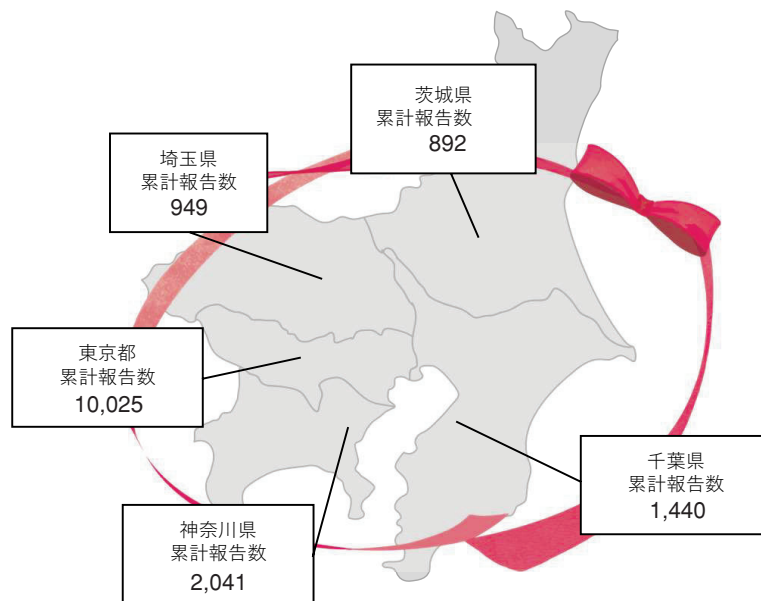 茨城県
累計報告数
892
埼玉県
累計報告数
949
東京都
累計報告数
10,025
千葉県
累計報告数
1,440
神奈川県
累計報告数
2,041